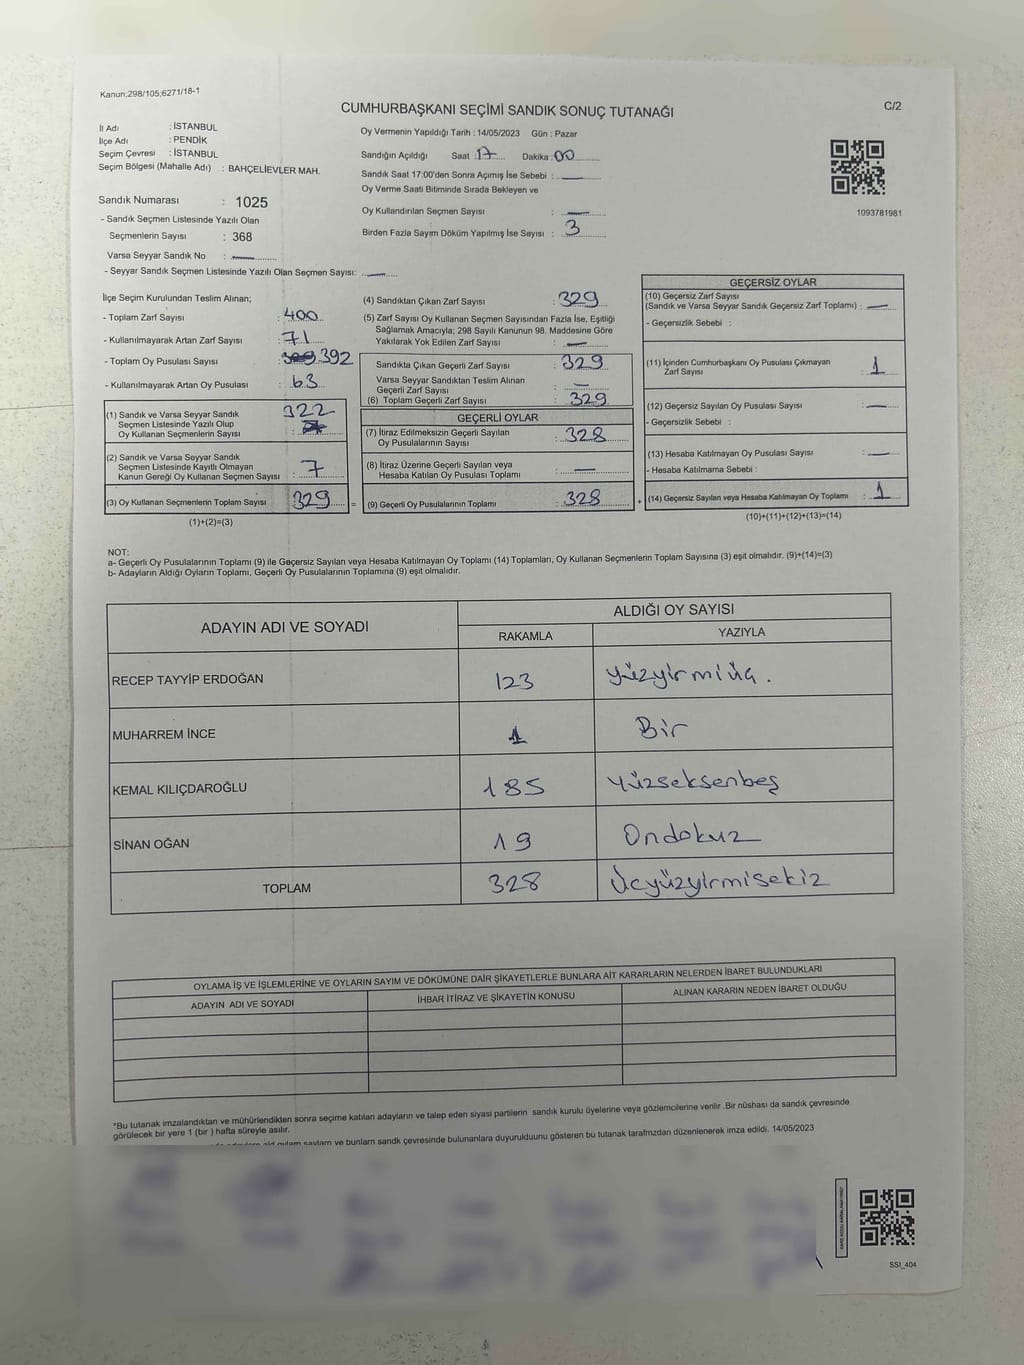 Kanun;298/105;6271/18-1
C/2
CUMHURBAŞKANI SEÇİMİ SANDIK SONUÇ TUTANAĞI
İl Adı : İSTANBUL
İlçe Adı : PENDİK
Seçim Çevresi : İSTANBUL
Seçim Bölgesi (Mahalle Adı) : BAHÇELİEVLER MAH.
Oy Vermenin Yapıldığı Tarih : 14/05/2023 Gün : Pazar
Sandığın Açıldığı Saat : 17 Dakika : 00
Sandık Saat 17:00'den Sonra Açımış İse Sebebi : —
Oy Verme Saati Bitiminde Sırada Bekleyen ve
Oy Kullandırılan Seçmen Sayısı : —
Birden Fazla Sayım Döküm Yapılmış İse Sayısı : 3
1093781981
Sandık Numarası : 1025
- Sandık Seçmen Listesinde Yazılı Olan
Seçmenlerin Sayısı : 368
Varsa Seyyar Sandık No : —
- Seyyar Sandık Seçmen Listesinde Yazılı Olan Seçmen Sayısı: —
İlçe Seçim Kurulundan Teslim Alınan;
- Toplam Zarf Sayısı : 400
- Kullanılmayarak Artan Zarf Sayısı : 71
- Toplam Oy Pusulası Sayısı : 392
- Kullanılmayarak Artan Oy Pusulası : 63
(1) Sandık ve Varsa Seyyar Sandık
Seçmen Listesinde Yazılı Olup
Oy Kullanan Seçmenlerin Sayısı : 322
(2) Sandık ve Varsa Seyyar Sandık
Seçmen Listesinde Kayıtlı Olmayan
Kanun Gereği Oy Kullanan Seçmen Sayısı : 7
(3) Oy Kullanan Seçmenlerin Toplam Sayısı : 329 =
(1)+(2)=(3)
(4) Sandıktan Çıkan Zarf Sayısı : 329
(5) Zarf Sayısı Oy Kullanan Seçmen Sayısından Fazla İse, Eşitliği
Sağlamak Amacıyla; 298 Sayılı Kanunun 98. Maddesine Göre
Yakılarak Yok Edilen Zarf Sayısı : —
Sandıkta Çıkan Geçerli Zarf Sayısı : 329
Varsa Seyyar Sandıktan Teslim Alınan
Geçerli Zarf Sayısı : —
(6) Toplam Geçerli Zarf Sayısı : 329
GEÇERLİ OYLAR
(7) İtiraz Edilmeksizin Geçerli Sayılan
Oy Pusulalarının Sayısı : 328
(8) İtiraz Üzerine Geçerli Sayılan veya
Hesaba Katılan Oy Pusulası Toplamı : —
(9) Geçerli Oy Pusulalarının Toplamı : 328 +
GEÇERSİZ OYLAR
(10) Geçersiz Zarf Sayısı
(Sandık ve Varsa Seyyar Sandık Geçersiz Zarf Toplamı) : —
- Geçersizlik Sebebi :
(11) İçinden Cumhurbaşkanı Oy Pusulası Çıkmayan
Zarf Sayısı : 1
(12) Geçersiz Sayılan Oy Pusulası Sayısı : —
- Geçersizlik Sebebi :
(13) Hesaba Katılmayan Oy Pusulası Sayısı : —
- Hesaba Katılmama Sebebi :
(14) Geçersiz Sayılan veya Hesaba Katılmayan Oy Toplamı : 1
(10)+(11)+(12)+(13)=(14)
NOT:
a- Geçerli Oy Pusulalarının Toplamı (9) ile Geçersiz Sayılan veya Hesaba Katılmayan Oy Toplamı (14) Toplamları, Oy Kullanan Seçmenlerin Toplam Sayısına (3) eşit olmalıdır. (9)+(14)=(3)
b- Adayların Aldığı Oyların Toplamı, Geçerli Oy Pusulalarının Toplamına (9) eşit olmalıdır.
ADAYIN ADI VE SOYADI ALDIĞI OY SAYISI
RAKAMLA YAZIYLA
RECEP TAYYİP ERDOĞAN 123 yüzyirmiüç.
MUHARREM İNCE 1 Bir
KEMAL KILIÇDAROĞLU 185 Yüzseksenbeş
SİNAN OĞAN 19 Ondokuz
TOPLAM 328 Üçyüzyirmisekiz
OYLAMA İŞ VE İŞLEMLERİNE VE OYLARIN SAYIM VE DÖKÜMÜNE DAİR ŞİKAYETLERLE BUNLARA AİT KARARLARIN NELERDEN İBARET BULUNDUKLARI
ADAYIN ADI VE SOYADI İHBAR İTİRAZ VE ŞİKAYETİN KONUSU ALINAN KARARIN NEDEN İBARET OLDUĞU
*Bu tutanak imzalandıktan ve mühürlendikten sonra seçime katılan adayların ve talep eden siyasi partilerin sandık kurulu üyelerine veya gözlemcilerine verilir .Bir nüshası da sandık çevresinde
görülecek bir yere 1 (bir ) hafta süreyle asılır.
ve bunların sandk çevresinde bulunanlara duyurulduunu gösteren bu tutanak tarafmzdan düzenlenerek imza edildi. 14/05/2023
SSI_404